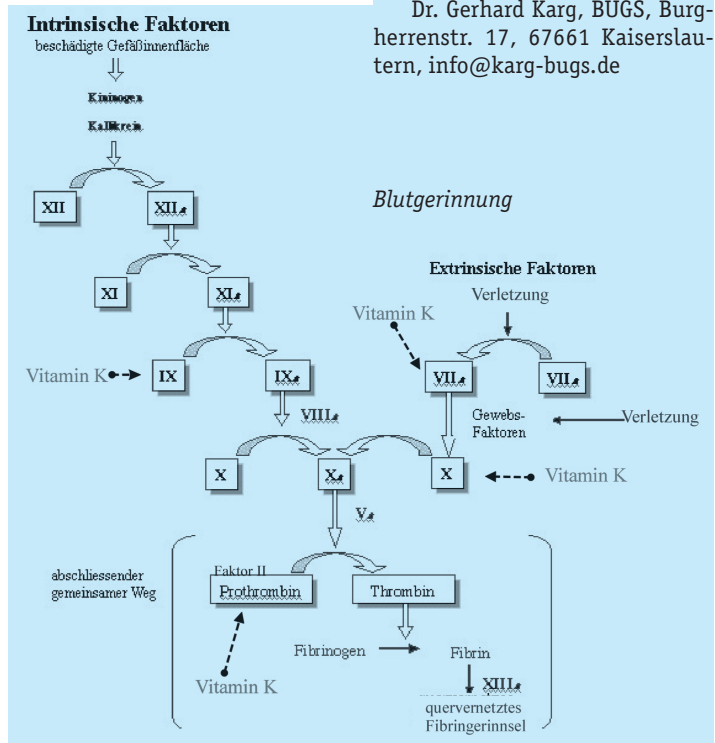 Dr. Gerhard Karg, BUGS, Burg-
herrenstr. 17, 67661 Kaiserslau-
tern, info@karg-bugs.de
Intrinsische Faktoren
beschädigte Gefäßinnenfläche
Kininogen
Kallikrein
XII
XIIa
Blutgerinnung
XI
XIa
Extrinsische Faktoren
Verletzung
Vitamin K
Vitamin K
IX
IXa
VIIa
VIIa
VIIIa
Gewebs-
Faktoren
Verletzung
X
Xa
X
Vitamin K
Va
abschliessender
gemeinsamer Weg
Faktor II
Prothrombin
Thrombin
Fibrinogen
Fibrin
Vitamin K
XIIIa
quervernetztes
Fibringerinnsel